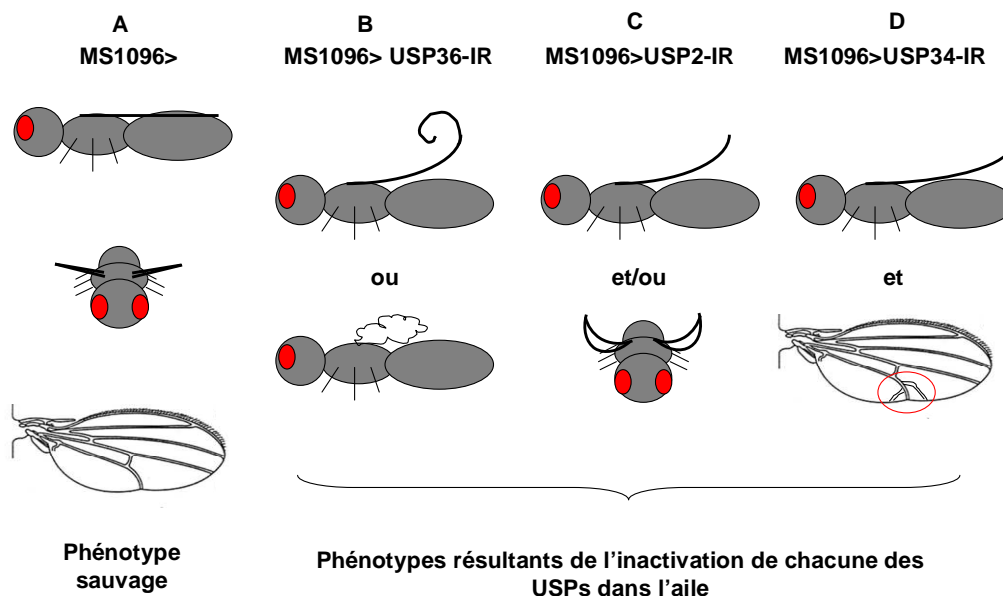 A
MS1096>
B
MS1096> USP36-IR
C
MS1096>USP2-IR
D
MS1096>USP34-IR
ou
et/ou
et
Phénotype
sauvage
Phénotypes résultants de l'inactivation de chacune des
USPs dans l'aile